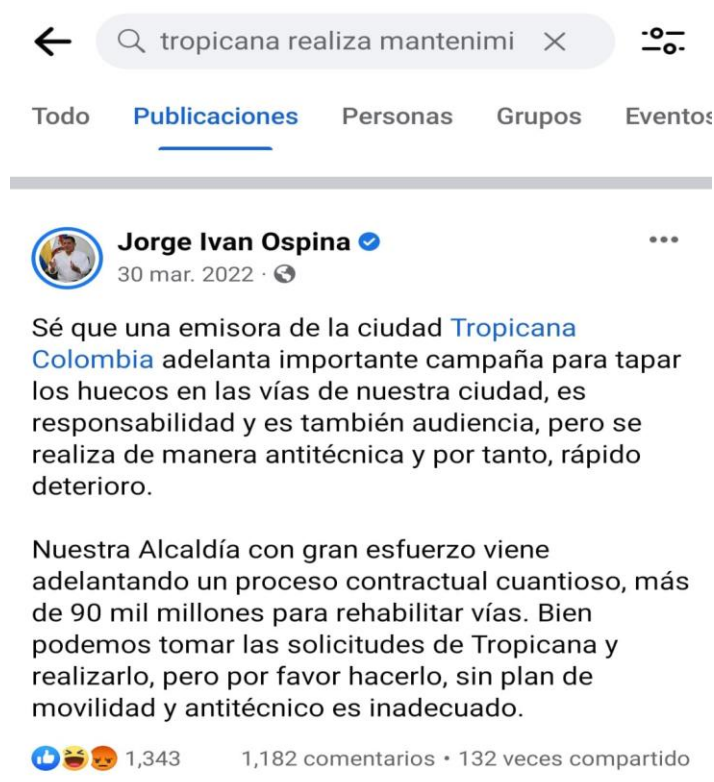 tropicana realiza mantenimi
Todo Publicaciones Personas Grupos Eventos
Jorge Ivan Ospina
30 mar. 2022 ·
Sé que una emisora de la ciudad Tropicana
Colombia adelanta importante campaña para tapar
los huecos en las vías de nuestra ciudad, es
responsabilidad y es también audiencia, pero se
realiza de manera antitécnica y por tanto, rápido
deterioro.
Nuestra Alcaldía con gran esfuerzo viene
adelantando un proceso contractual cuantioso, más
de 90 mil millones para rehabilitar vías. Bien
podemos tomar las solicitudes de Tropicana y
realizarlo, pero por favor hacerlo, sin plan de
movilidad y antitécnico es inadecuado.
1,343 1,182 comentarios • 132 veces compartido